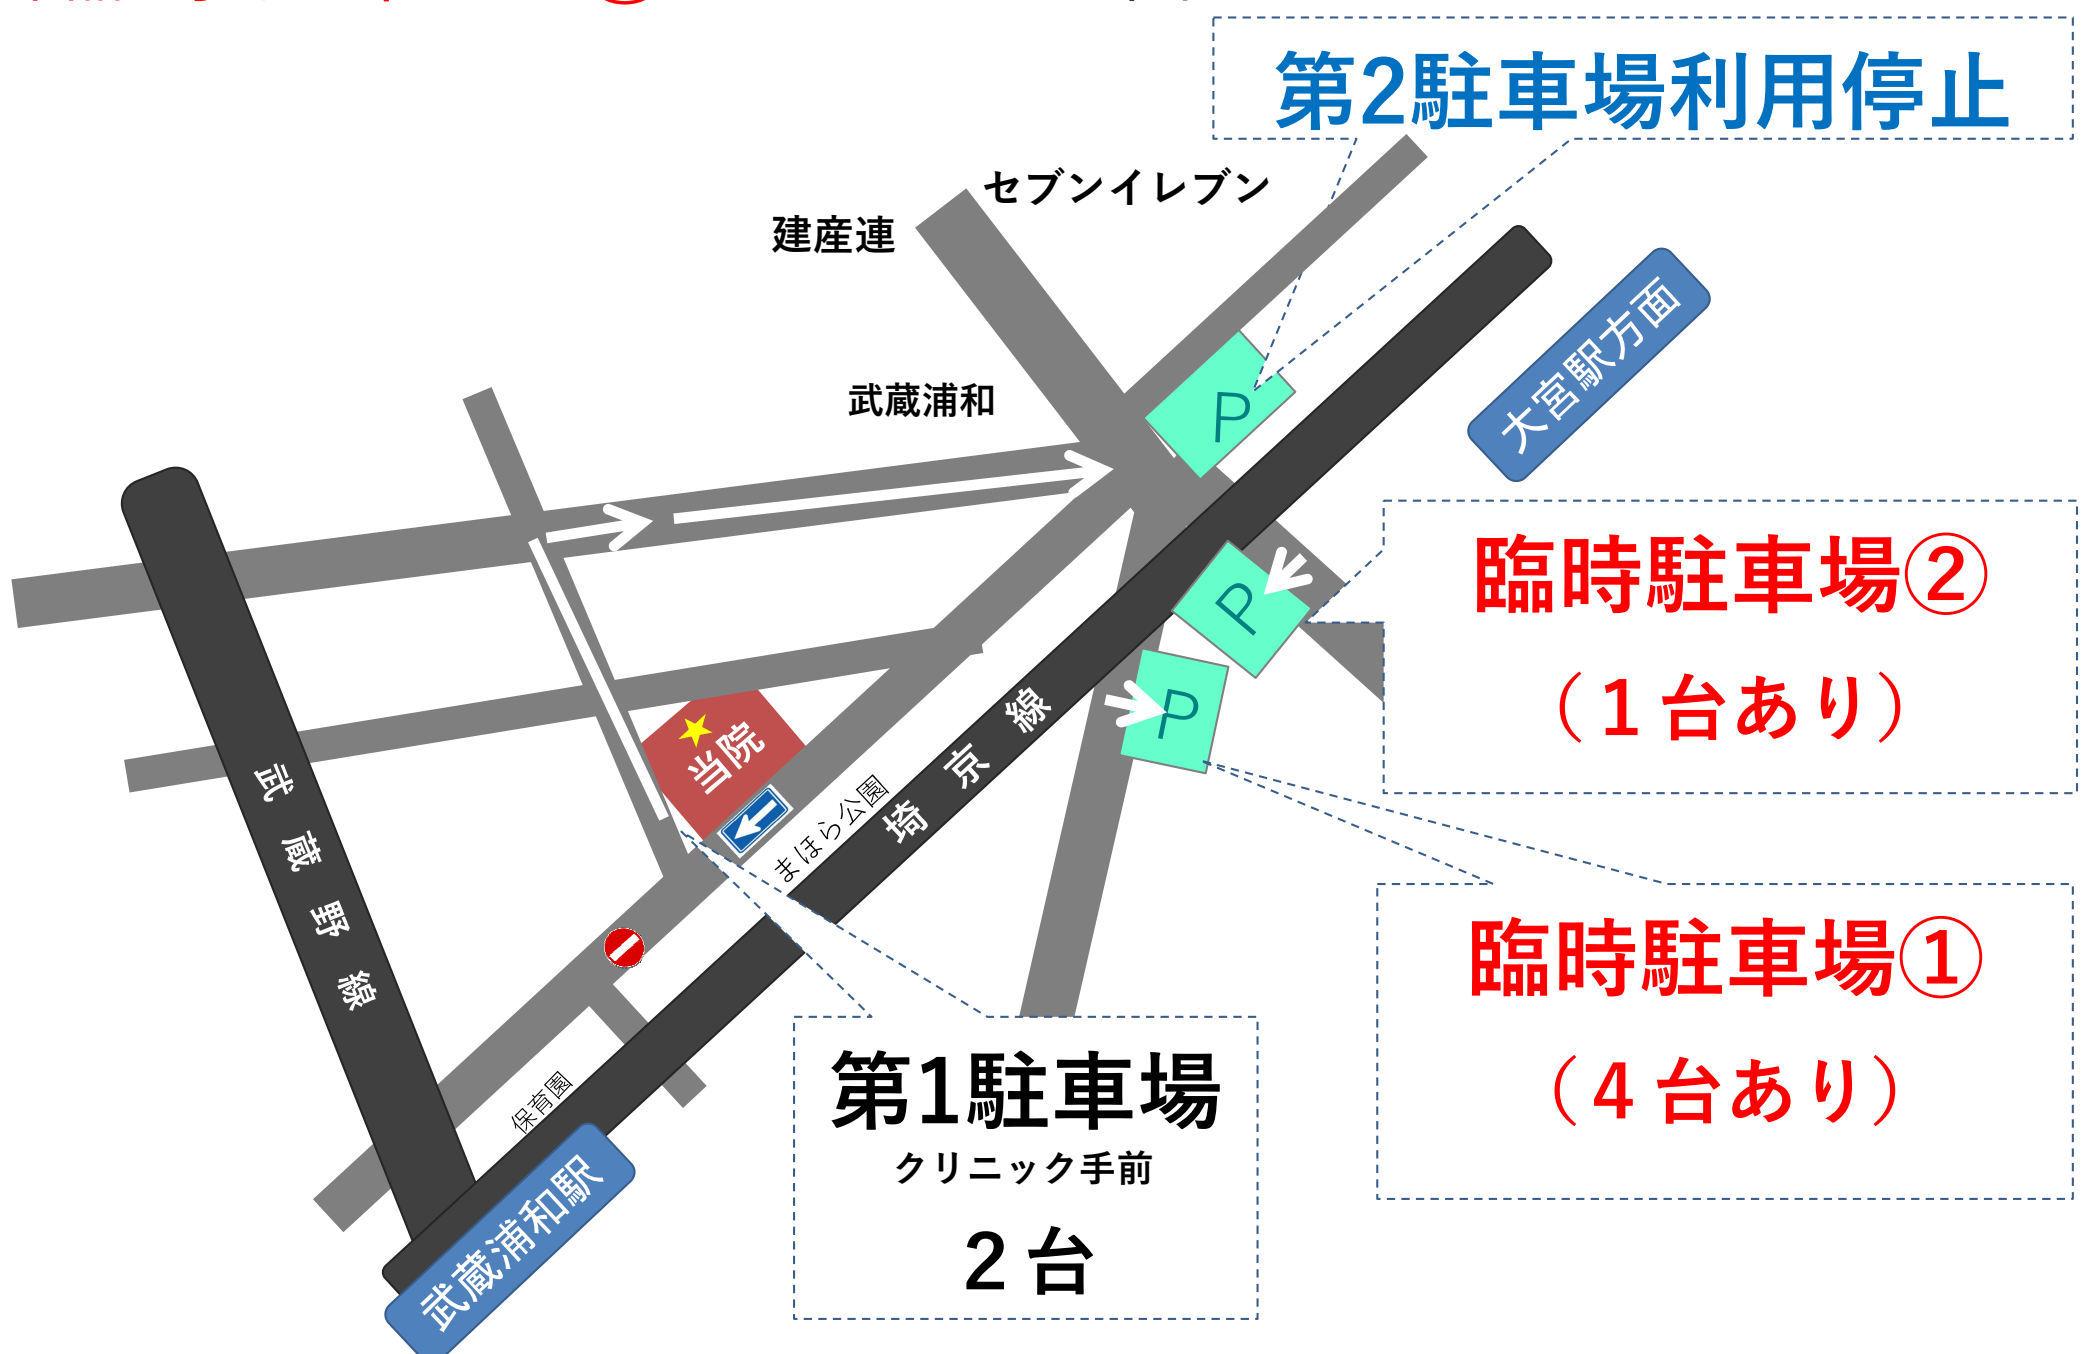 第2駐車場利用停止
セブンイレブン
建産連
大宮駅方面
武蔵浦和
P
臨時駐車場②
（１台あり）
P
P
当院
武蔵野線
埼京線
まほら公園
臨時駐車場①
（４台あり）
保育園
武蔵浦和駅
第1駐車場
クリニック手前
２台